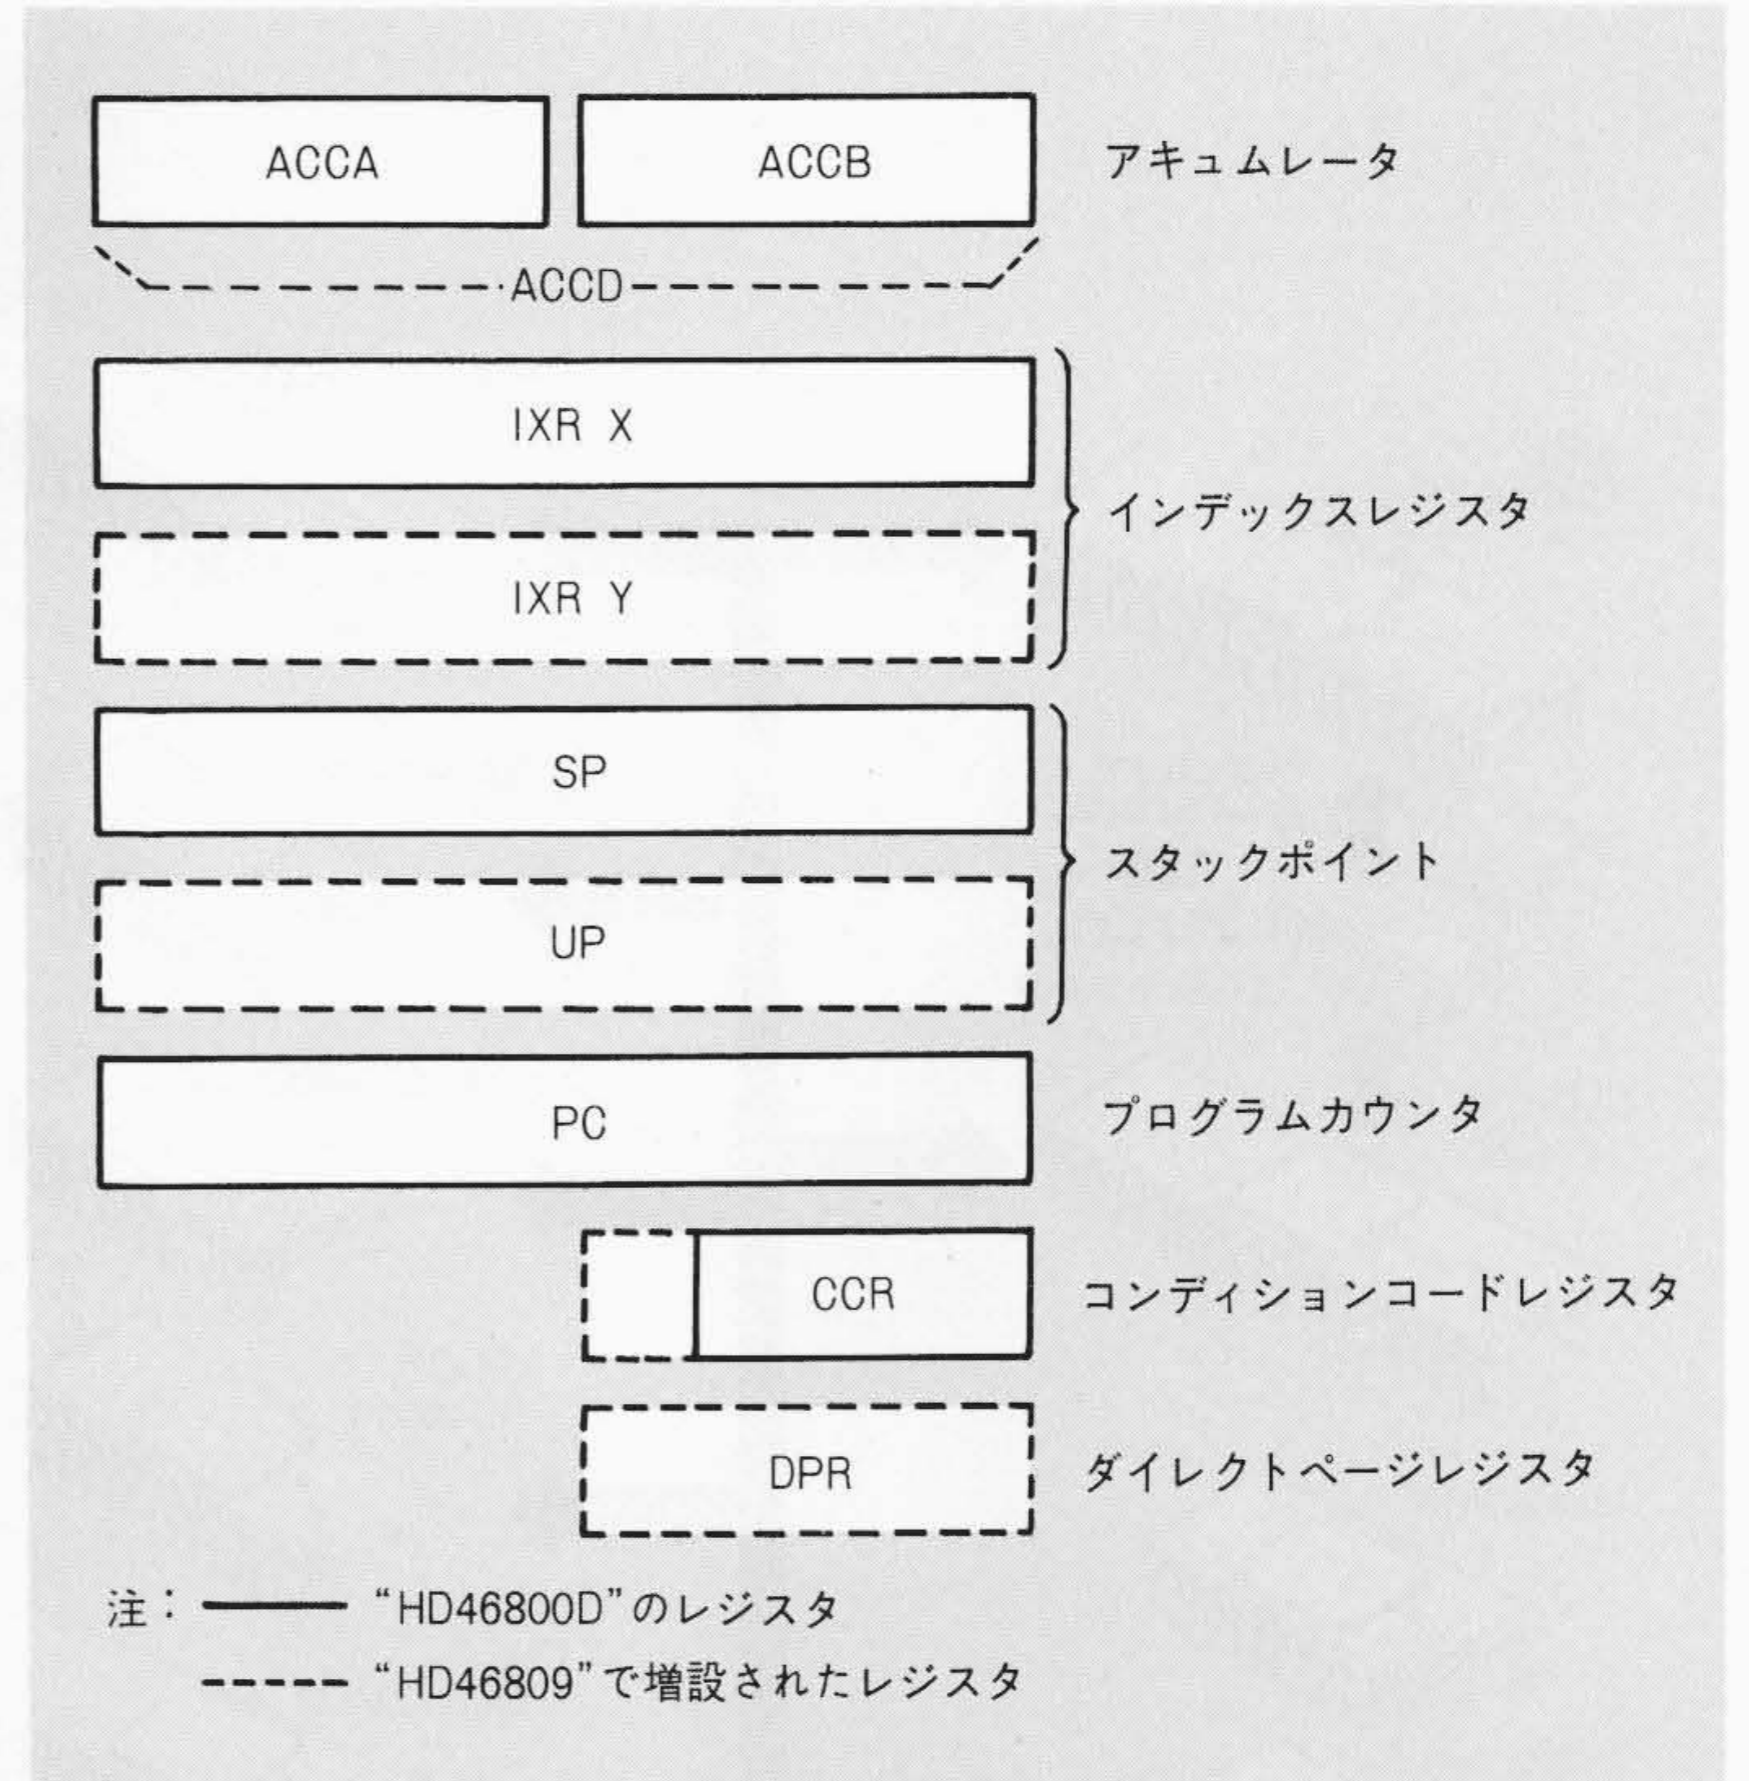 ACCA ACCB アキュムレータ
ACCD
IXR X
インデックスレジスタ
IXR Y
SP
スタックポイント
UP
PC プログラムカウンタ
CCR コンディションコードレジスタ
DPR ダイレクトページレジスタ
注： “HD46800D”のレジスタ
“HD46809”で増設されたレジスタ